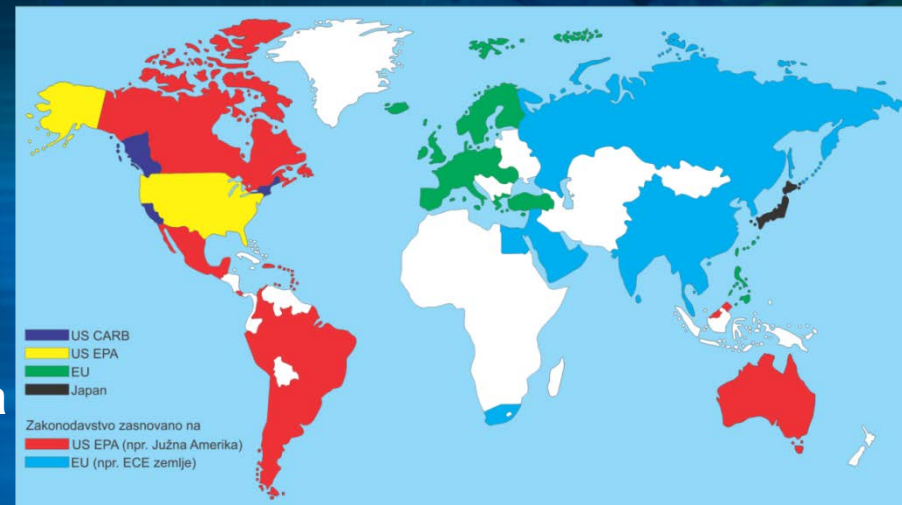 US CARB
US EPA
EU
Japan
a
Zakonodavstvo zasnovano na
US EPA (npr. Južna Amerika)
EU (npr. ECE zemlje)